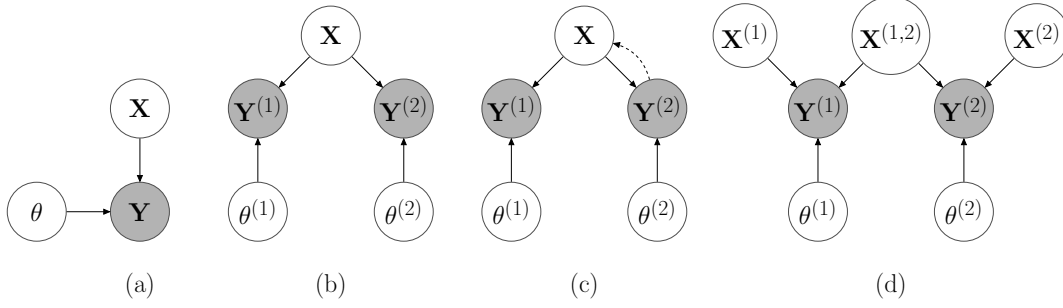 X
θ
Y
(a)
X
Y(1)
Y(2)
θ(1)
θ(2)
(b)
X
Y(1)
Y(2)
θ(1)
θ(2)
(c)
X(1)
X(1,2)
X(2)
Y(1)
Y(2)
θ(1)
θ(2)
(d)